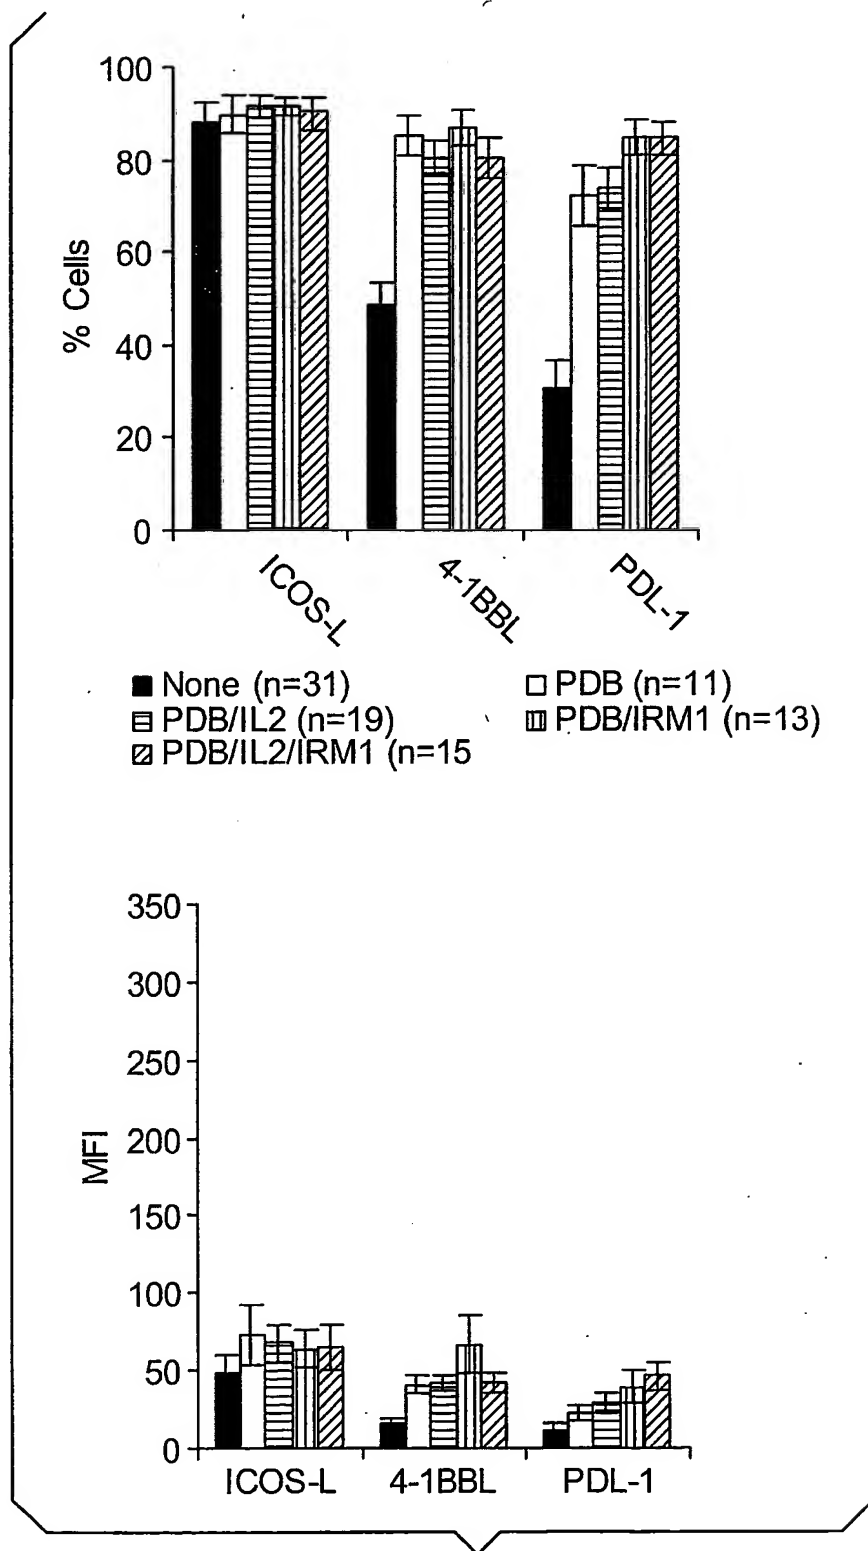 100
80
60
40
20
0
% Cells
ICOS-L
4-1BBL
PDL-1
None (n=31)
PDB (n=11)
PDB/IL2 (n=19)
PDB/IRM1 (n=13)
PDB/IL2/IRM1 (n=15
350
300
250
200
150
100
50
0
MFI
ICOS-L
4-1BBL
PDL-1